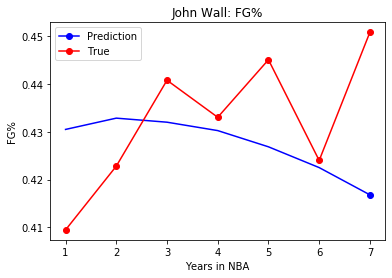 John Wall: FG%
Prediction
True
0.45
0.44
0.43
0.42
0.41
FG%
1 2 3 4 5 6 7
Years in NBA